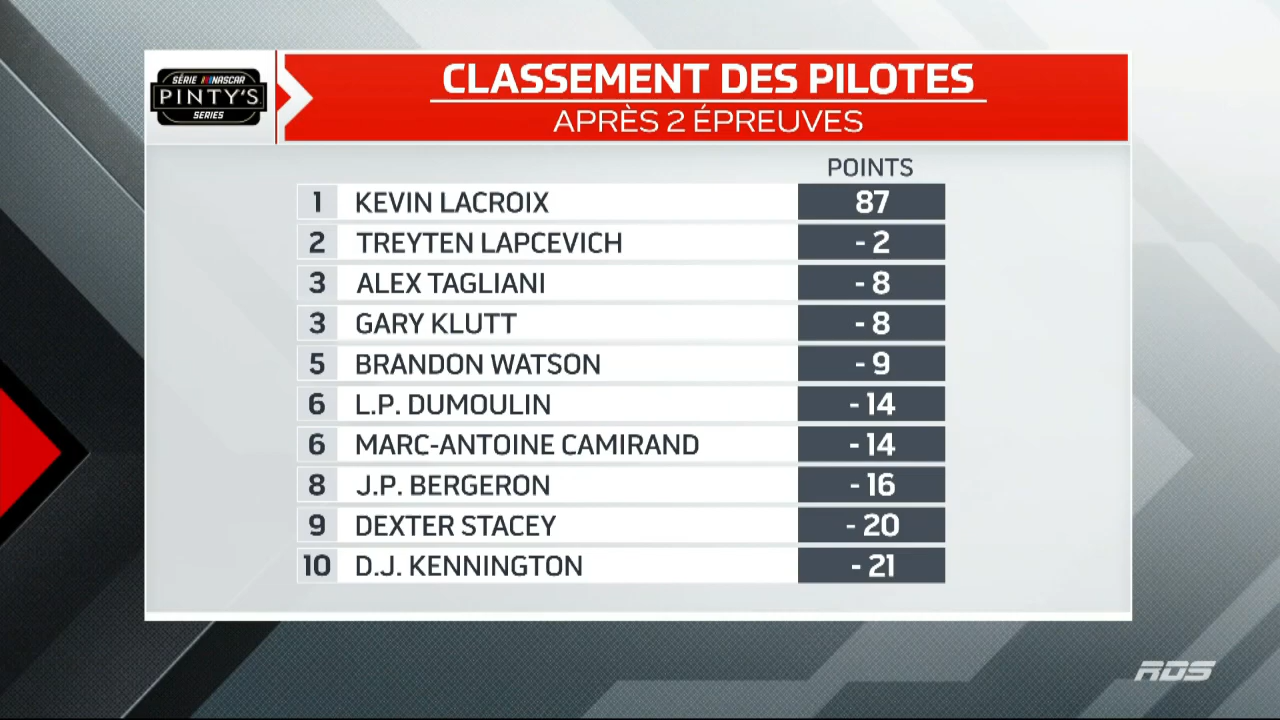 SÉRIE NASCAR
PINTY'S
SERIES
CLASSEMENT DES PILOTES
APRÈS 2 ÉPREUVES
POINTS
1 KEVIN LACROIX 87
2 TREYTEN LAPCEVICH - 2
3 ALEX TAGLIANI - 8
3 GARY KLUTT - 8
5 BRANDON WATSON - 9
6 L.P. DUMOULIN - 14
6 MARC-ANTOINE CAMIRAND - 14
8 J.P. BERGERON - 16
9 DEXTER STACEY - 20
10 D.J. KENNINGTON - 21
RDS